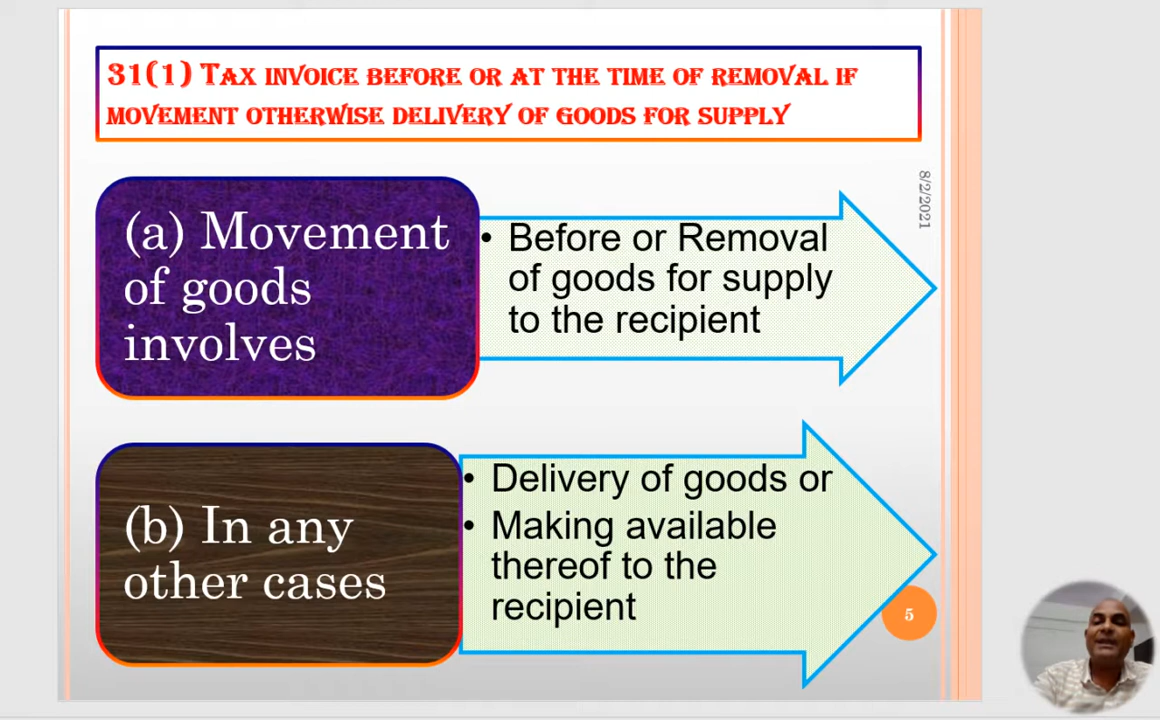 31(1) Tax invoice before or at the time of removal if
movement otherwise delivery of goods for supply
8/2/2021
(a) Movement
of goods
involves
• Before or Removal
of goods for supply
to the recipient
(b) In any
other cases
• Delivery of goods or
• Making available
thereof to the
recipient
5